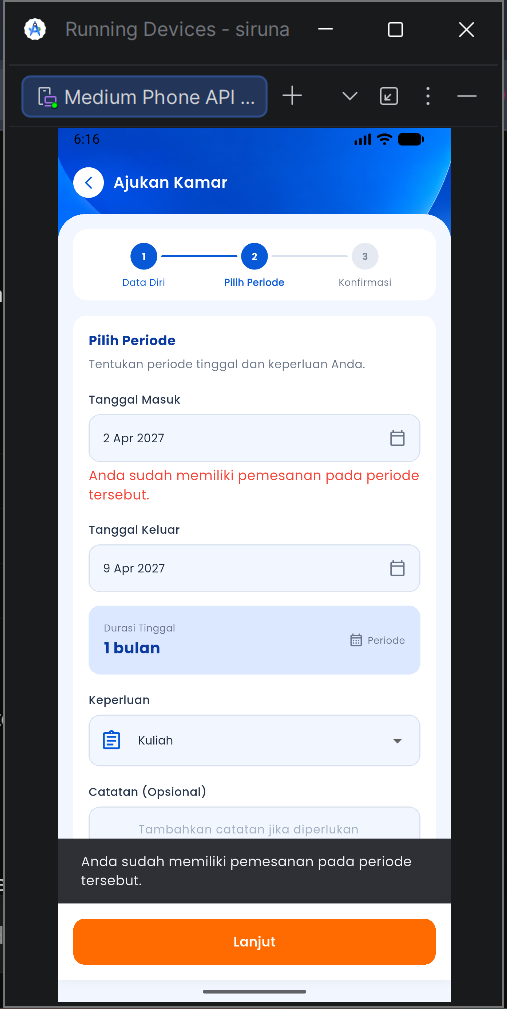 Running Devices - siruna
Medium Phone API ...
6:16
Ajukan Kamar
1
2
3
Data Diri
Pilih Periode
Konfirmasi
Pilih Periode
Tentukan periode tinggal dan keperluan Anda.
Tanggal Masuk
2 Apr 2027
Anda sudah memiliki pemesanan pada periode
tersebut.
Tanggal Keluar
9 Apr 2027
Durasi Tinggal
1 bulan
Periode
Keperluan
Kuliah
Catatan (Opsional)
Tambahkan catatan jika diperlukan
Anda sudah memiliki pemesanan pada periode
tersebut.
Lanjut